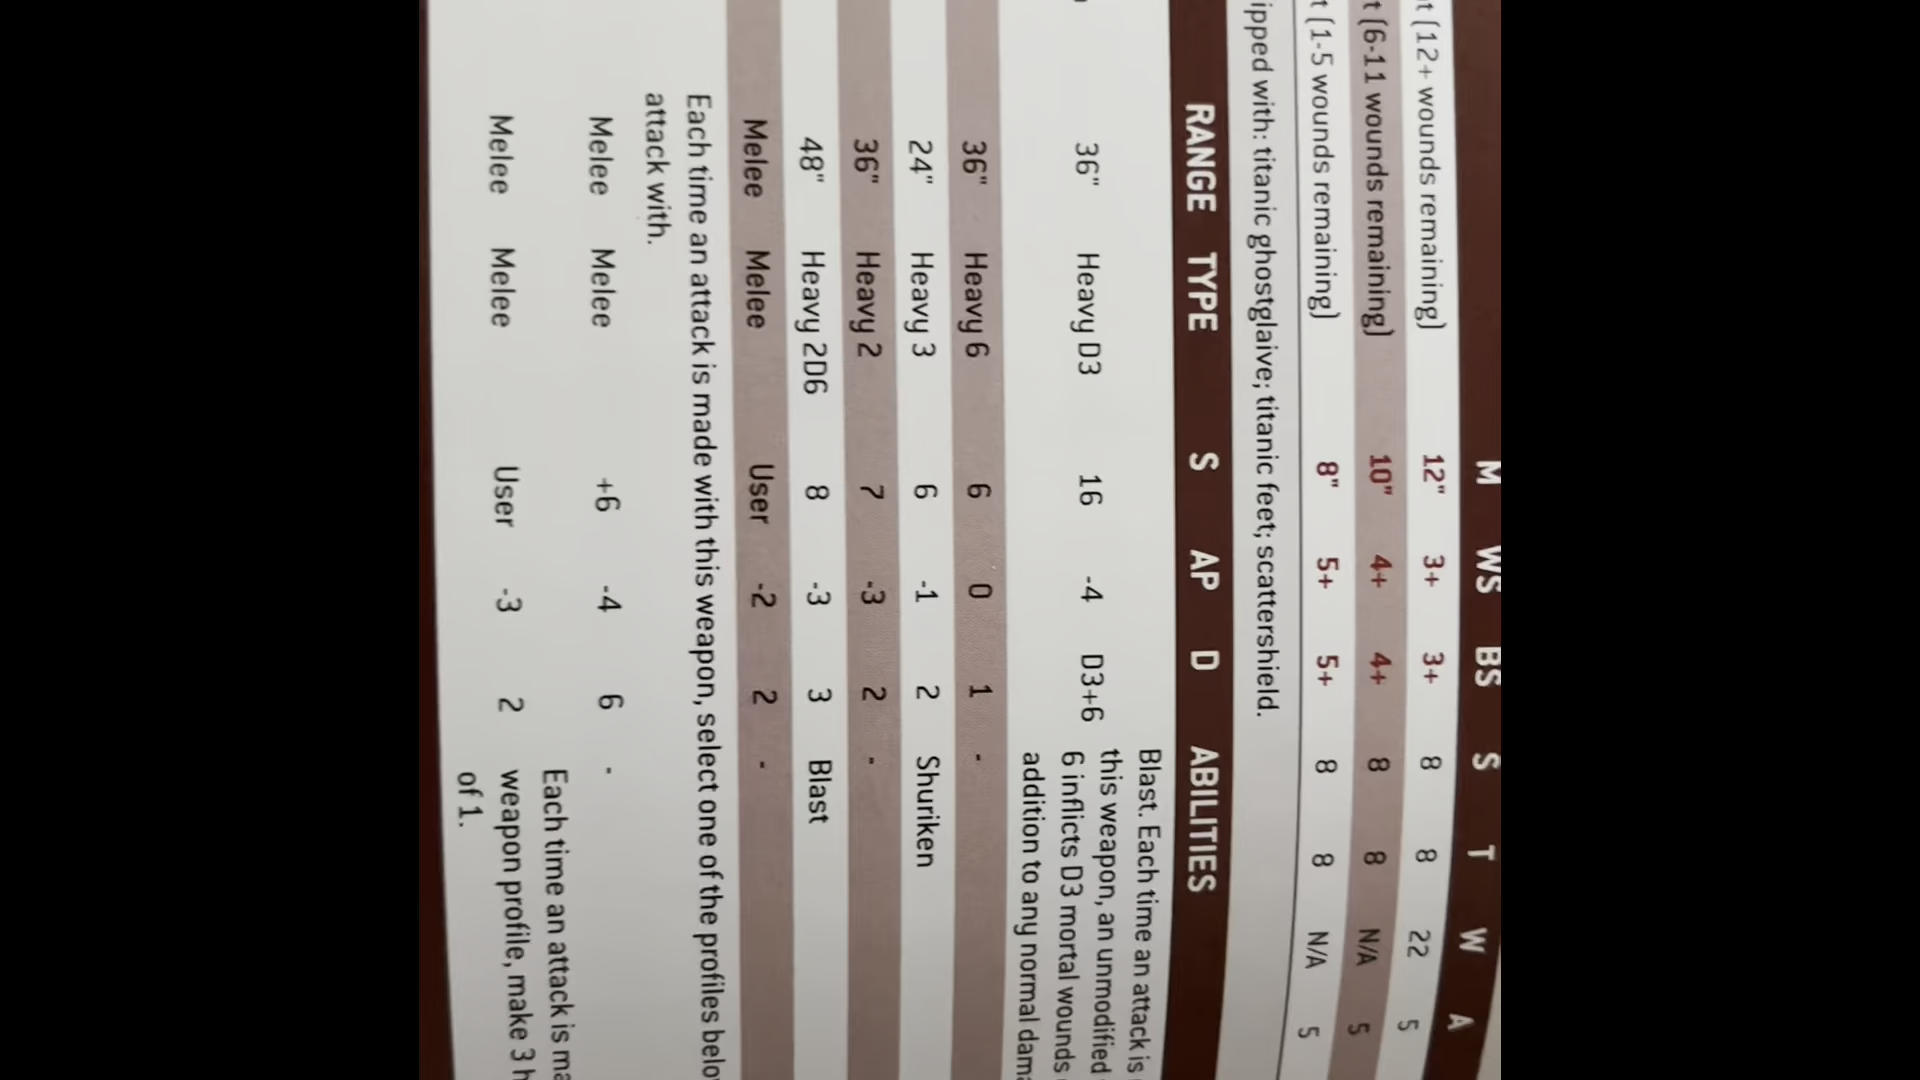 M WS BS S T W A
(12+ wounds remaining) 12" 3+ 3+ 8 8 22 5
(6-11 wounds remaining) 10" 4+ 4+ 8 8 N/A 5
(1-5 wounds remaining) 8" 5+ 5+ 8 8 N/A 5
with: titanic ghostglaive; titanic feet; scattershield.
RANGE TYPE S AP D ABILITIES
36" Heavy D3 16 -4 D3+6
Blast. Each time an attack is
this weapon, an unmodified
6 inflicts D3 mortal wounds
addition to any normal
36" Heavy 6 6 0 1 -
24" Heavy 3 6 -1 2 Shuriken
36" Heavy 2 7 -3 2 -
48" Heavy 2D6 8 -3 3 Blast
Melee Melee User -2 2 -
Each time an attack is made with this weapon, select one of the profiles
attack with.
Melee Melee +6 -4 6 -
Each time an attack is
Melee Melee User -3 2 weapon profile, make 3
of 1.